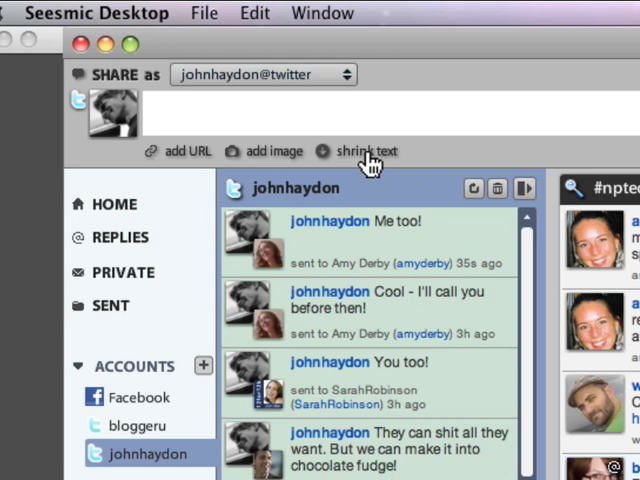 Seesmic Desktop File Edit Window
SHARE as johnhaydon@twitter
add URL add image shrink text
HOME
REPLIES
PRIVATE
SENT
ACCOUNTS
Facebook
bloggeru
johnhaydon
johnhaydon
johnhaydon Me too!
sent to Amy Derby (amyderby) 35s ago
johnhaydon Cool - I'll call you
before then!
sent to Amy Derby (amyderby) 3h ago
johnhaydon You too!
sent to SarahRobinson
(SarahRobinson) 3h ago
johnhaydon They can shit all they
want. But we can make it into
chocolate fudge!
#npte